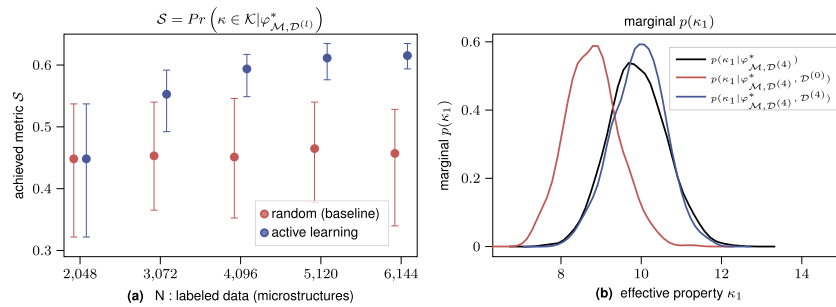 𝒮 = Pr (κ ∈ 𝒦|φ*ℳ,𝒟(l))
achieved metric 𝒮
0.6
0.5
0.4
0.3
random (baseline)
active learning
2,048 3,072 4,096 5,120 6,144
(a) N : labeled data (microstructures)
marginal p(κ₁)
marginal p(κ₁)
0.6
0.4
0.2
0
p(κ₁|φ*ℳ,𝒟(4))
p(κ₁|φ*ℳ,𝒟(4), 𝒟(0))
p(κ₁|φ*ℳ,𝒟(4), 𝒟(4))
8 10 12 14
(b) effective property κ₁